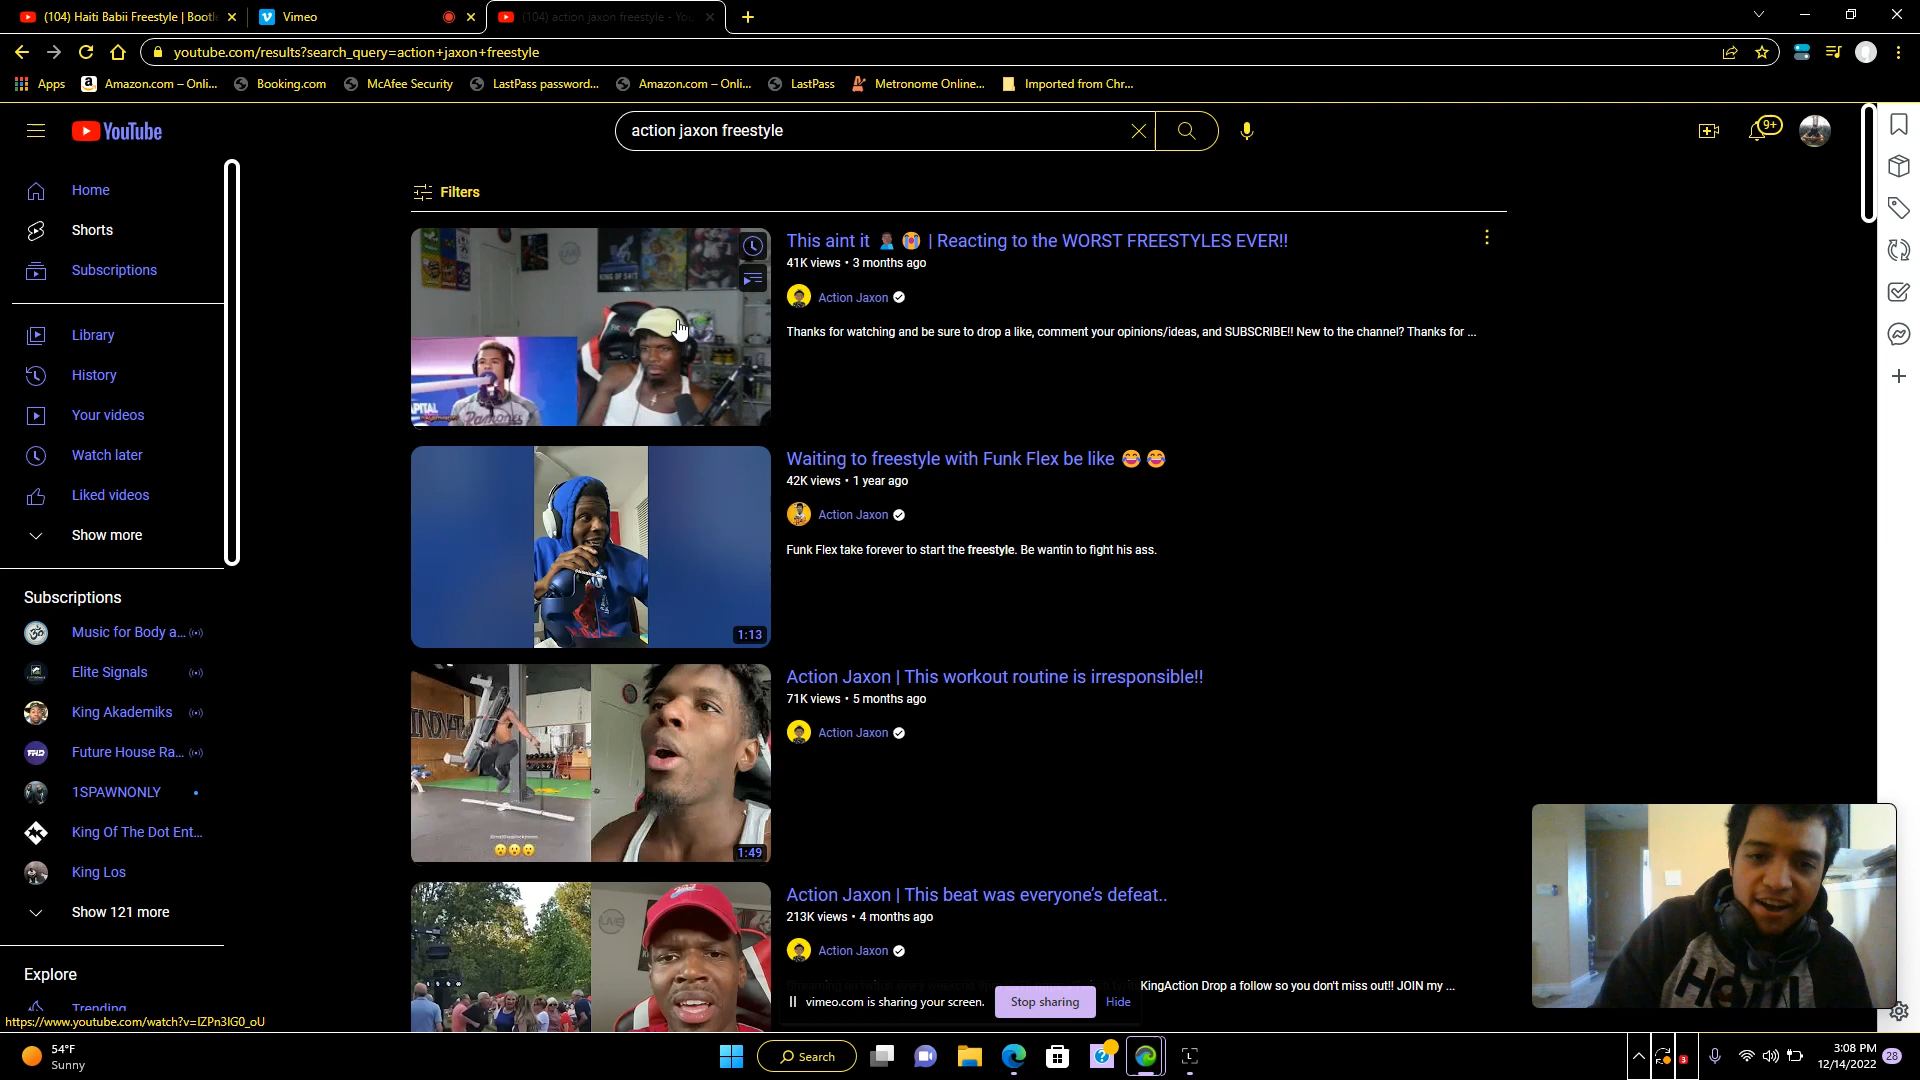 (104) Haiti Babii Freestyle | Bootl
Vimeo
(104) action jaxon freestyle - You
youtube.com/results?search_query=action+jaxon+freestyle
Apps
Amazon.com – Onli...
Booking.com
McAfee Security
LastPass password...
Amazon.com – Onli...
LastPass
Metronome Online...
Imported from Chr...
YouTube
action jaxon freestyle
9+
Home
Shorts
Subscriptions
Library
History
Your videos
Watch later
Liked videos
Show more
Subscriptions
Music for Body a...
Elite Signals
King Akademiks
Future House Ra...
1SPAWNONLY
King Of The Dot Ent...
King Los
Show 121 more
Explore
Trending
https://www.youtube.com/watch?v=IZPn3IG0_oU
Filters
This aint it 🤦🏿‍♂️ 😭 | Reacting to the WORST FREESTYLES EVER!!
41K views • 3 months ago
Action Jaxon
Thanks for watching and be sure to drop a like, comment your opinions/ideas, and SUBSCRIBE!! New to the channel? Thanks for ...
Waiting to freestyle with Funk Flex be like 😂 😂
42K views • 1 year ago
Action Jaxon
Funk Flex take forever to start the freestyle. Be wantin to fight his ass.
1:13
Action Jaxon | This workout routine is irresponsible!!
71K views • 5 months ago
Action Jaxon
1:49
Action Jaxon | This beat was everyone's defeat..
213K views • 4 months ago
Action Jaxon
KingAction Drop a follow so you don't miss out!! JOIN my ...
vimeo.com is sharing your screen.
Stop sharing
Hide
54°F
Sunny
Search
3
3:08 PM
12/14/2022
28